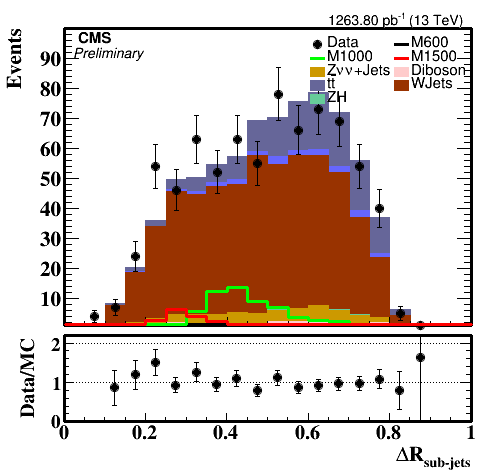 1263.80 pb⁻¹ (13 TeV)
CMS
Preliminary
Data
M600
M1000
M1500
Zνν+Jets
Diboson
tt
WJets
ZH
Events
90
80
70
60
50
40
30
20
10
Data/MC
2
1
0
0 0.2 0.4 0.6 0.8 1
ΔR_sub-jets